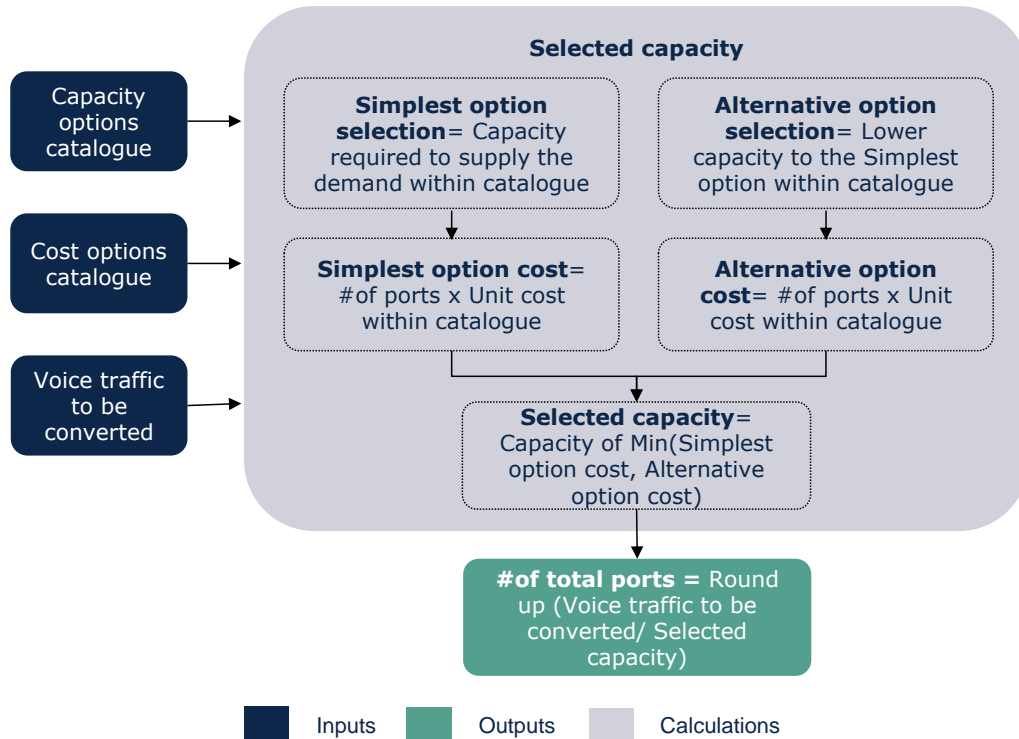 Selected capacity
Capacity
options
catalogue
Simplest option
selection= Capacity
required to supply the
demand within catalogue
Alternative option
selection= Lower
capacity to the Simplest
option within catalogue
Cost options
catalogue
Simplest option cost=
#of ports x Unit cost
within catalogue
Alternative option
cost= #of ports x Unit
cost within catalogue
Voice traffic
to be
converted
Selected capacity=
Capacity of Min(Simplest
option cost, Alternative
option cost)
#of total ports = Round
up (Voice traffic to be
converted/ Selected
capacity)
Inputs
Outputs
Calculations